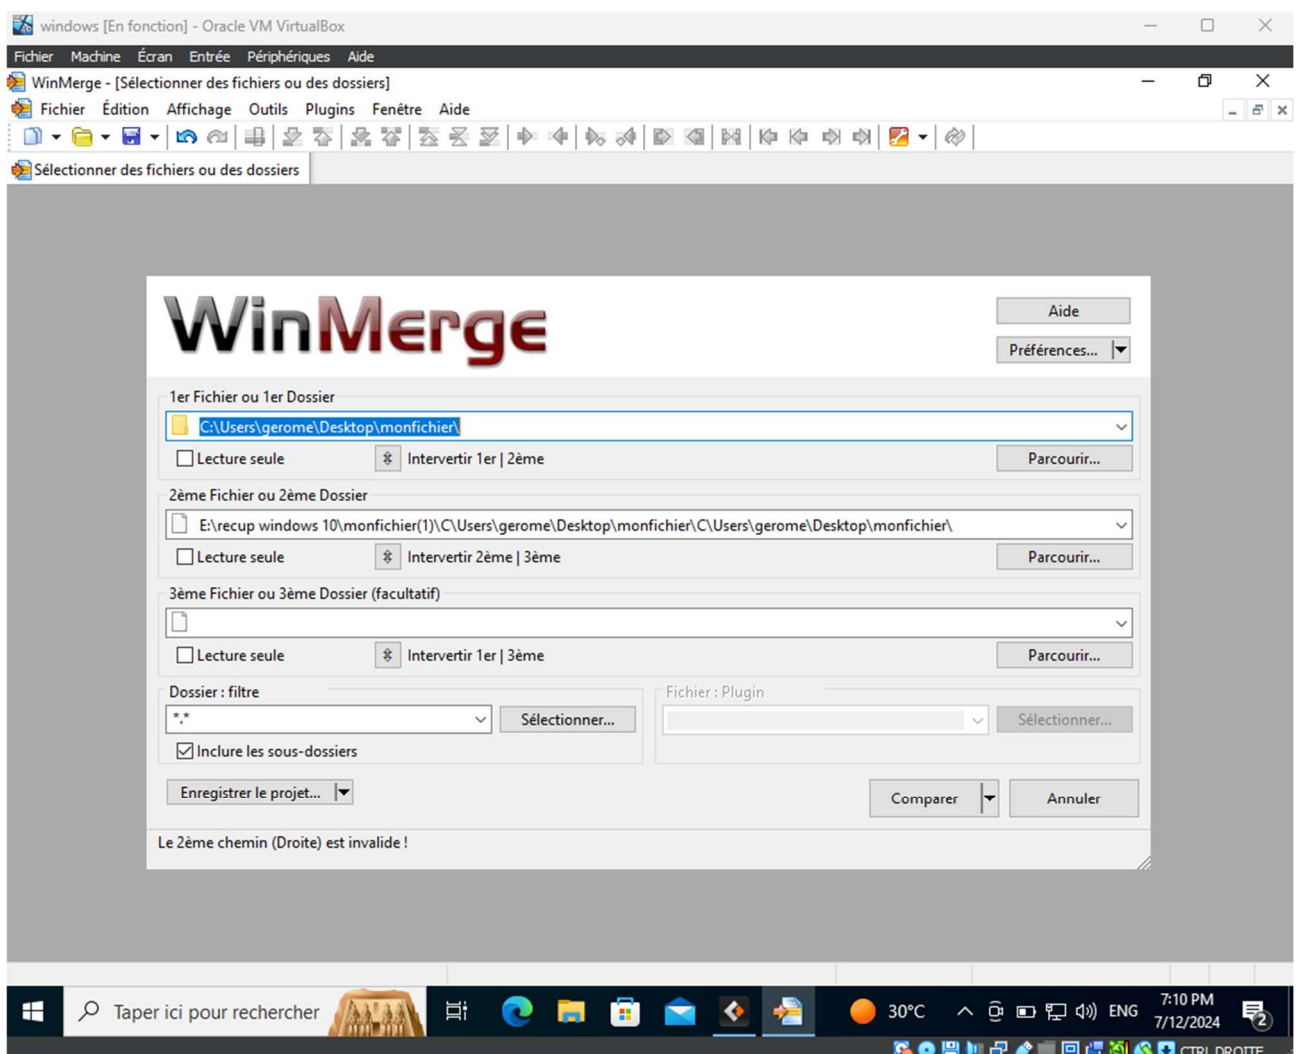 windows [En fonction] - Oracle VM VirtualBox
Fichier Machine Écran Entrée Périphériques Aide
WinMerge - [Sélectionner des fichiers ou des dossiers]
Fichier Édition Affichage Outils Plugins Fenêtre Aide
Sélectionner des fichiers ou des dossiers
WinMerge
Aide
Préférences...
1er Fichier ou 1er Dossier
C:\Users\gerome\Desktop\monfichier\
Lecture seule Intervertir 1er | 2ème Parcourir...
2ème Fichier ou 2ème Dossier
E:\recup windows 10\monfichier(1)\C\Users\gerome\Desktop\monfichier\C\Users\gerome\Desktop\monfichier\
Lecture seule Intervertir 2ème | 3ème Parcourir...
3ème Fichier ou 3ème Dossier (facultatif)
Lecture seule Intervertir 1er | 3ème Parcourir...
Dossier : filtre Fichier : Plugin
*.* Sélectionner... Sélectionner...
Inclure les sous-dossiers
Enregistrer le projet... Comparer Annuler
Le 2ème chemin (Droite) est invalide !
Taper ici pour rechercher 30°C ENG 7:10 PM
7/12/2024 2
CTRL DROITE